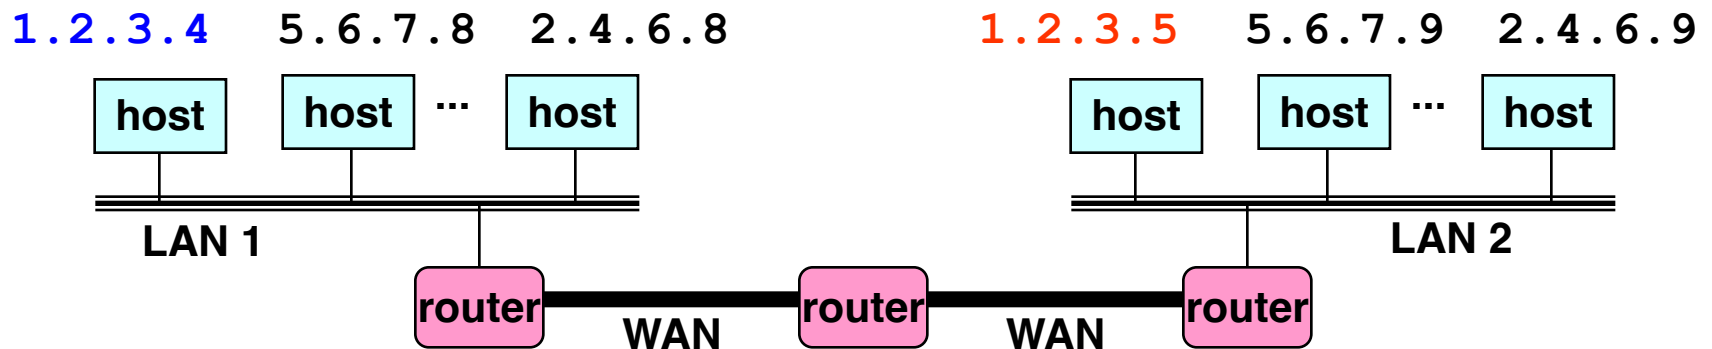 1.2.3.4 5.6.7.8 2.4.6.8 1.2.3.5 5.6.7.9 2.4.6.9
host host ... host host host ... host
LAN 1 LAN 2
router router router
WAN WAN